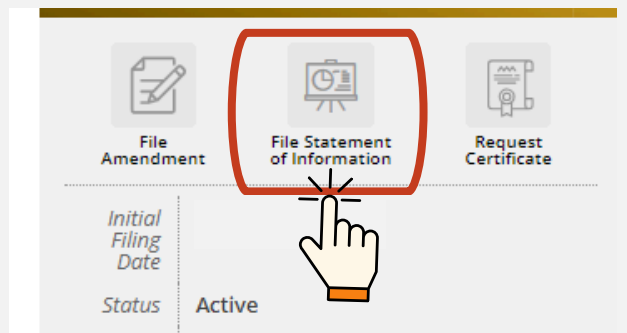 File
Amendment
File Statement
of Information
Request
Certificate
Initial
Filing
Date
Status Active